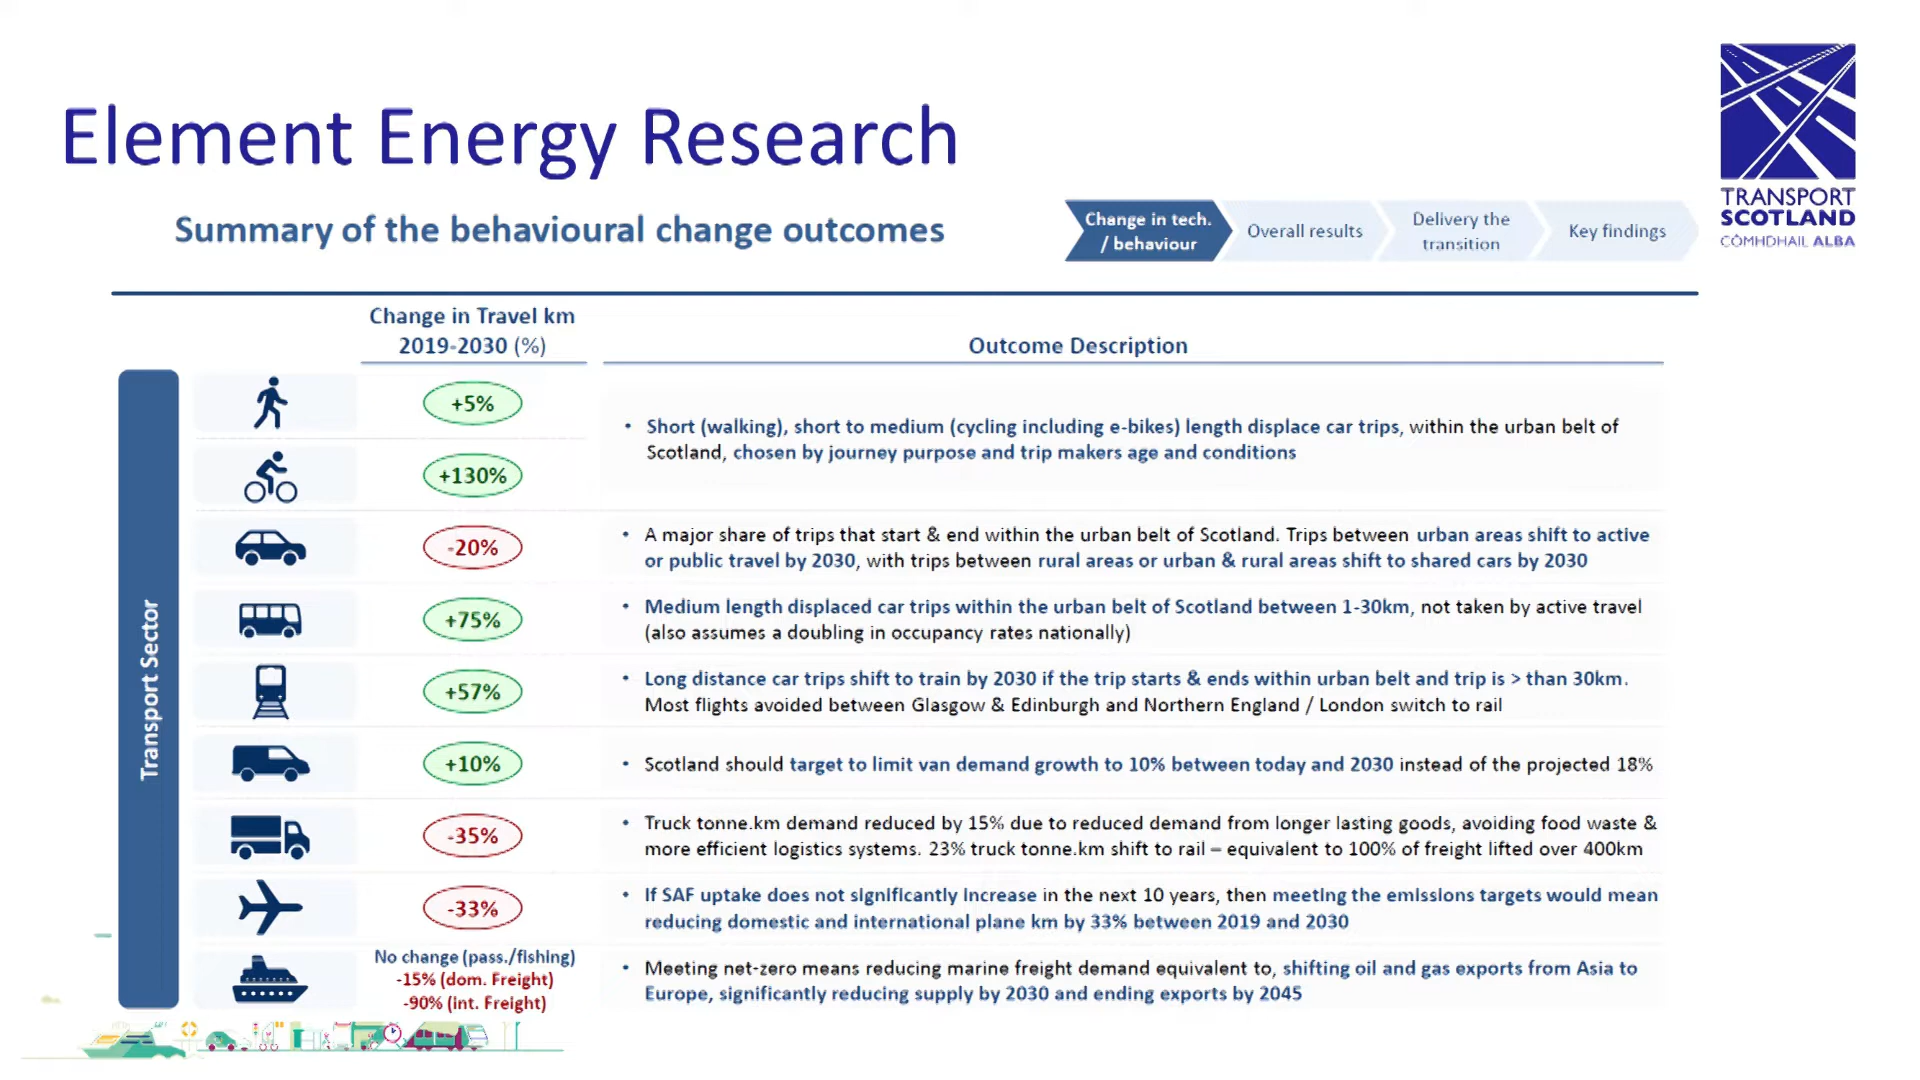 Element Energy Research
TRANSPORT
SCOTLAND
CÒMHDHAIL ALBA
Summary of the behavioural change outcomes
Change in tech.
/ behaviour
Overall results
Delivery the
transition
Key findings
Change in Travel km
2019-2030 (%)
Outcome Description
Transport Sector
+5%
+130%
• Short (walking), short to medium (cycling including e-bikes) length displace car trips, within the urban belt of
Scotland, chosen by journey purpose and trip makers age and conditions
-20%
• A major share of trips that start & end within the urban belt of Scotland. Trips between urban areas shift to active
or public travel by 2030, with trips between rural areas or urban & rural areas shift to shared cars by 2030
+75%
• Medium length displaced car trips within the urban belt of Scotland between 1-30km, not taken by active travel
(also assumes a doubling in occupancy rates nationally)
+57%
• Long distance car trips shift to train by 2030 if the trip starts & ends within urban belt and trip is > than 30km.
Most flights avoided between Glasgow & Edinburgh and Northern England / London switch to rail
+10%
• Scotland should target to limit van demand growth to 10% between today and 2030 instead of the projected 18%
-35%
• Truck tonne.km demand reduced by 15% due to reduced demand from longer lasting goods, avoiding food waste &
more efficient logistics systems. 23% truck tonne.km shift to rail – equivalent to 100% of freight lifted over 400km
-33%
• If SAF uptake does not significantly increase in the next 10 years, then meeting the emissions targets would mean
reducing domestic and international plane km by 33% between 2019 and 2030
No change (pass./fishing)
-15% (dom. Freight)
-90% (int. Freight)
• Meeting net-zero means reducing marine freight demand equivalent to, shifting oil and gas exports from Asia to
Europe, significantly reducing supply by 2030 and ending exports by 2045